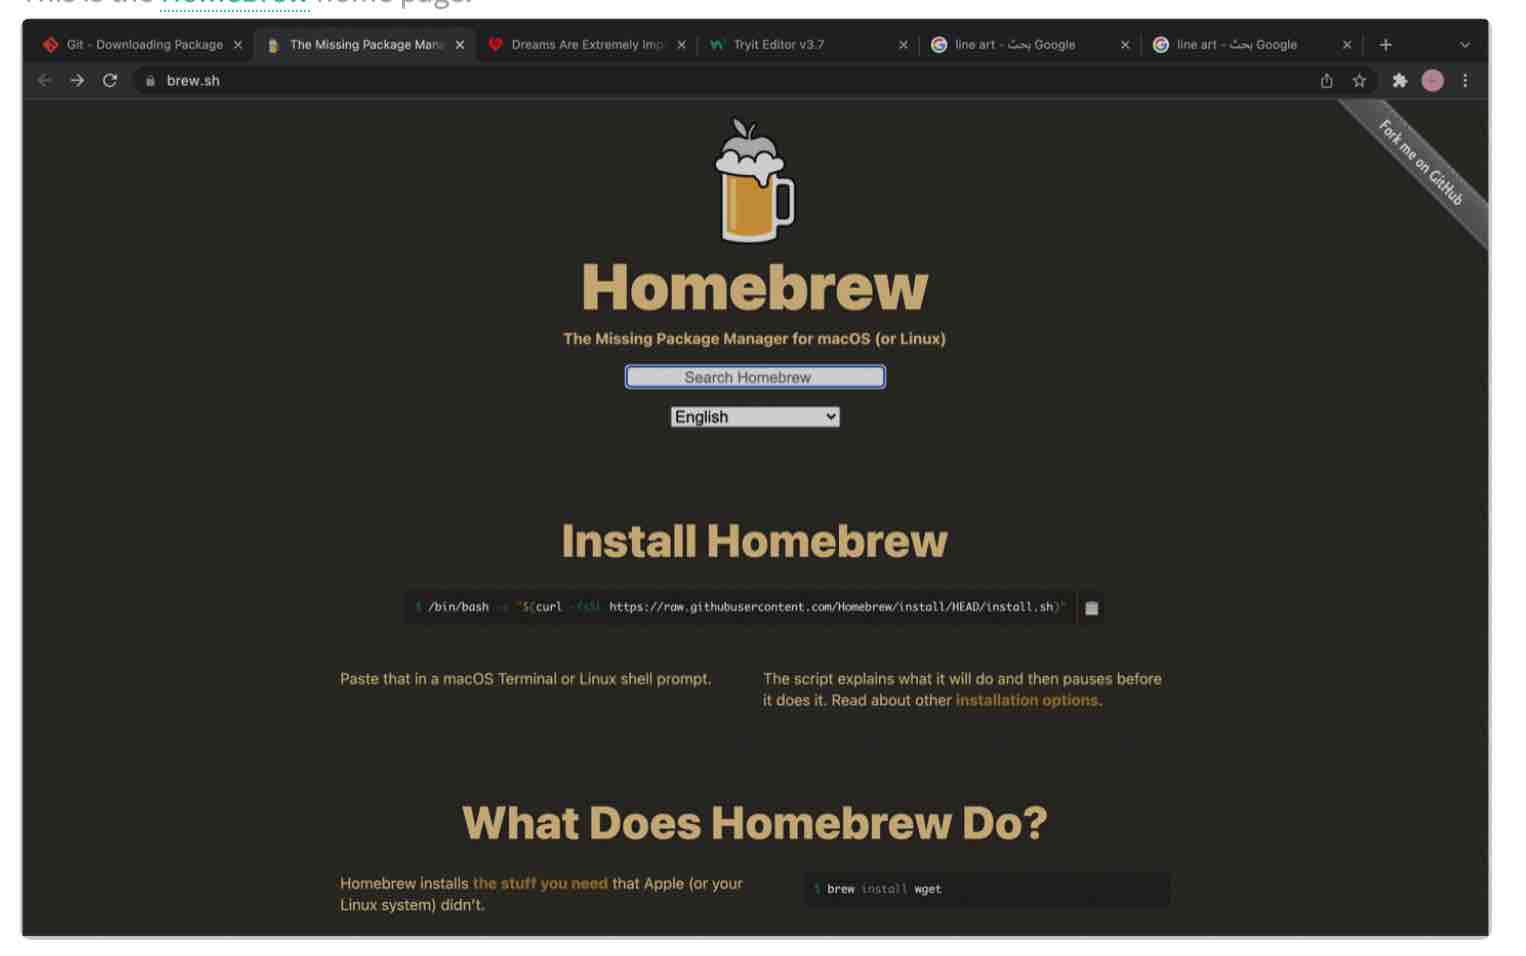 This is the Homebrew home page.
Git - Downloading Package
The Missing Package Man
Dreams Are Extremely Imp
Tryit Editor v3.7
line art - بحث Google
line art - بحث Google
brew.sh
Fork me on GitHub
Homebrew
The Missing Package Manager for macOS (or Linux)
Search Homebrew
English
Install Homebrew
$ /bin/bash -c "$(curl -fsSL https://raw.githubusercontent.com/Homebrew/install/HEAD/install.sh)"
Paste that in a macOS Terminal or Linux shell prompt.
The script explains what it will do and then pauses before
it does it. Read about other installation options.
What Does Homebrew Do?
Homebrew installs the stuff you need that Apple (or your
Linux system) didn't.
$ brew install wget